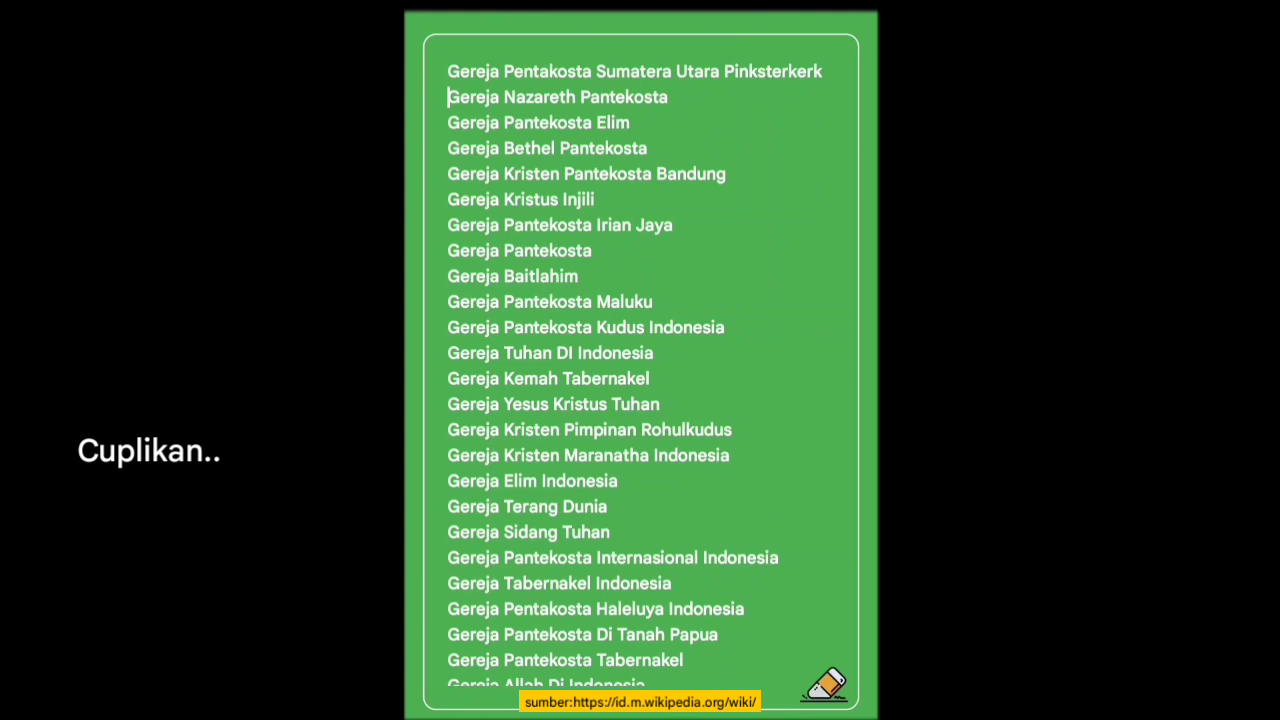 Gereja Pentakosta Sumatera Utara Pinksterkerk
Gereja Nazareth Pantekosta
Gereja Pantekosta Elim
Gereja Bethel Pantekosta
Gereja Kristen Pantekosta Bandung
Gereja Kristus Injili
Gereja Pantekosta Irian Jaya
Gereja Pantekosta
Gereja Baitlahim
Gereja Pantekosta Maluku
Gereja Pantekosta Kudus Indonesia
Gereja Tuhan DI Indonesia
Gereja Kemah Tabernakel
Gereja Yesus Kristus Tuhan
Gereja Kristen Pimpinan Rohulkudus
Gereja Kristen Maranatha Indonesia
Gereja Elim Indonesia
Gereja Terang Dunia
Gereja Sidang Tuhan
Gereja Pantekosta Internasional Indonesia
Gereja Tabernakel Indonesia
Gereja Pentakosta Haleluya Indonesia
Gereja Pantekosta Di Tanah Papua
Gereja Pantekosta Tabernakel
Gereja Allah Di Indonesia
Cuplikan..
sumber:https://id.m.wikipedia.org/wiki/